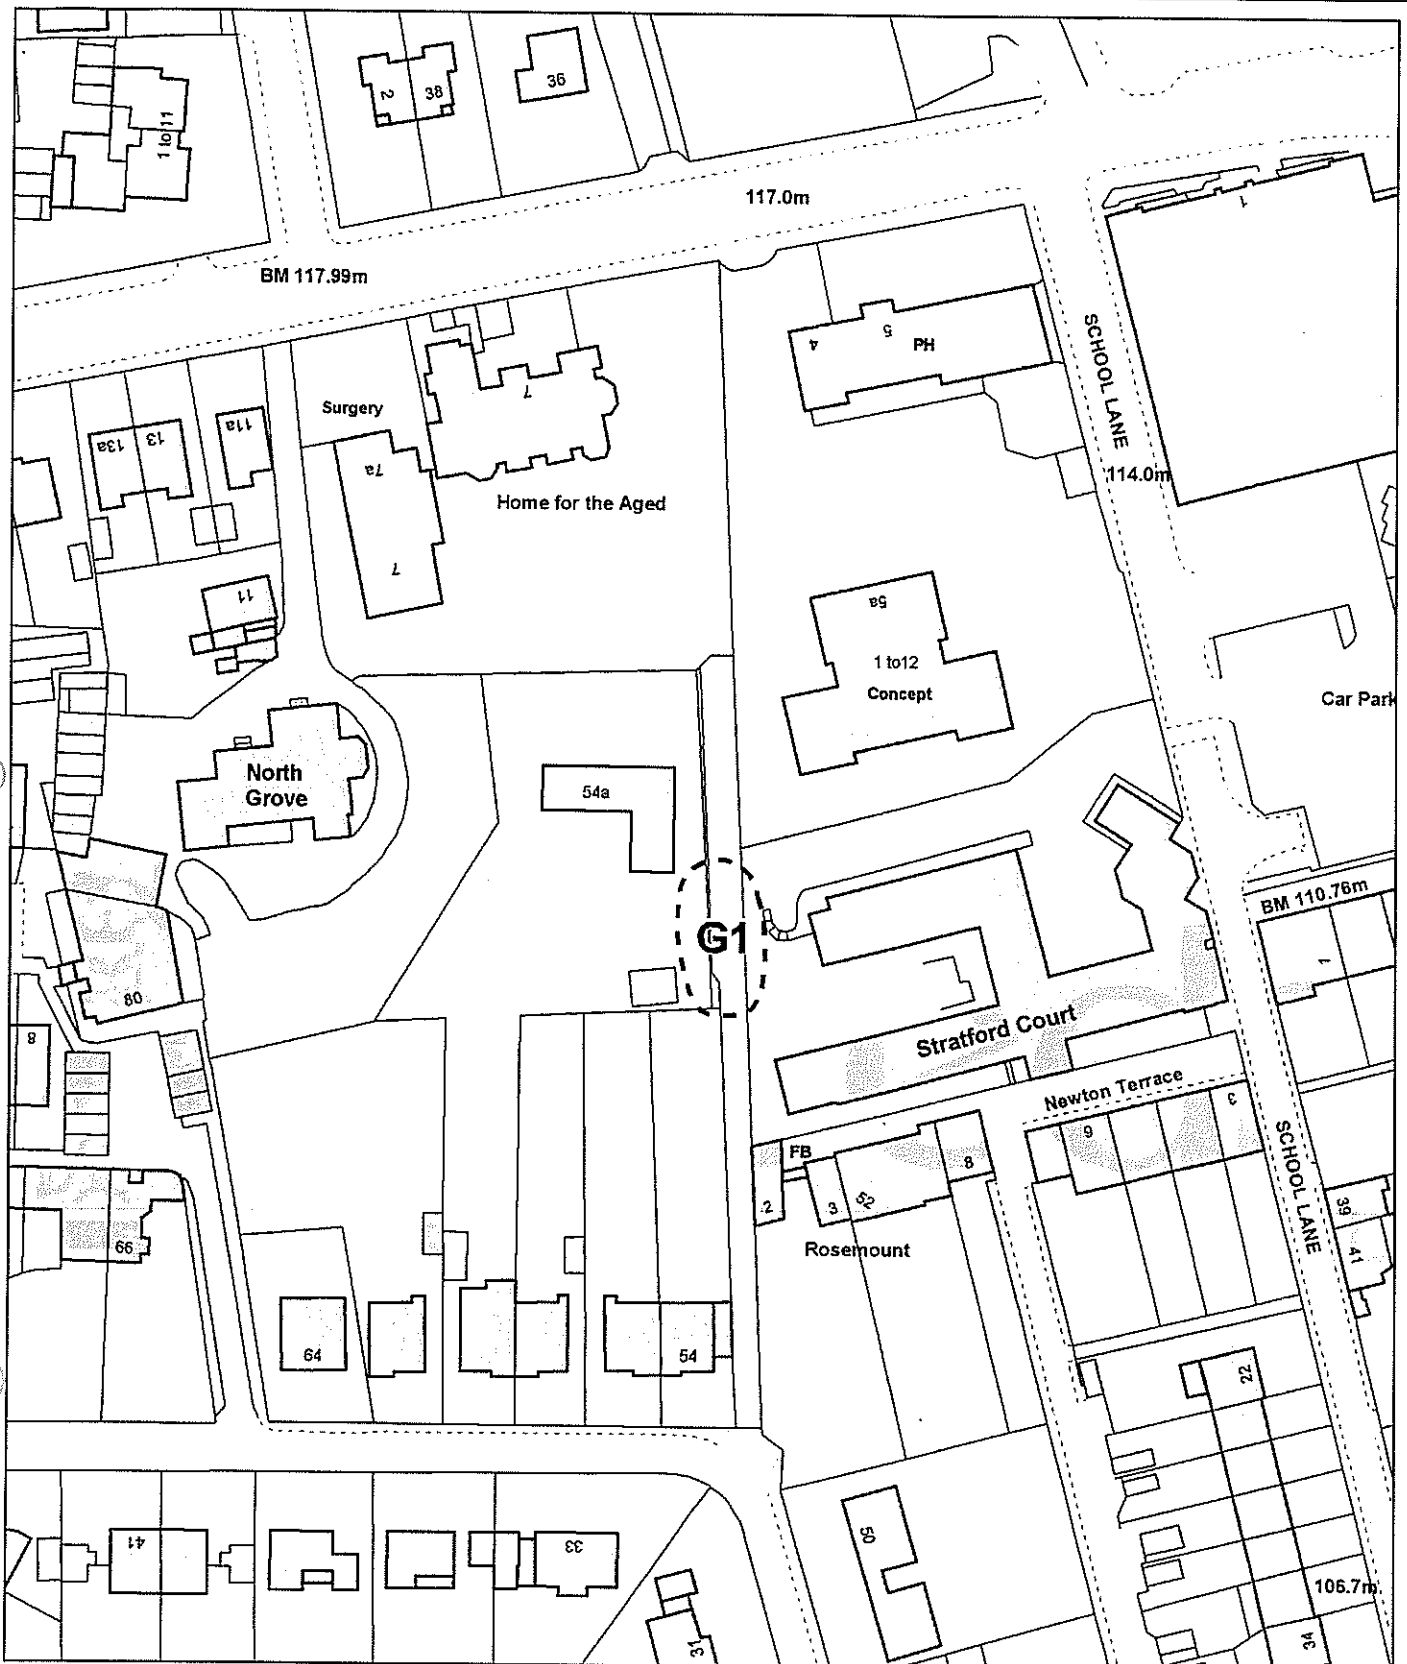 2
38
36
1 to 11
117.0m
BM 117.99m
1
SCHOOL LANE
4
5
PH
Surgery
7
13a
13
11a
7a
114.0m
Home for the Aged
7
11
5a
1 to12
Concept
Car Park
North
Grove
54a
BM 110.76m
G1
1
80
8
Stratford Court
Newton Terrace
3
6
FB
8
2
3
52
SCHOOL LANE
39
41
66
Rosemount
64
54
22
41
33
50
31
106.7m
34